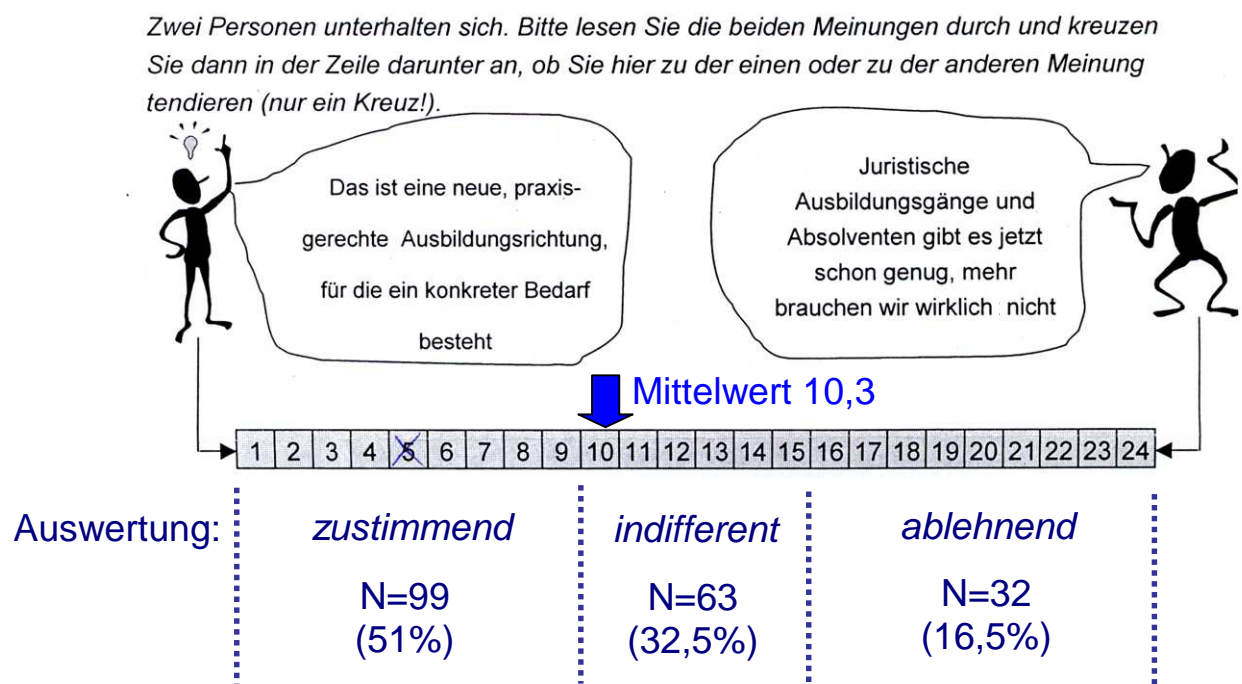 Zwei Personen unterhalten sich. Bitte lesen Sie die beiden Meinungen durch und kreuzen
Sie dann in der Zeile darunter an, ob Sie hier zu der einen oder zu der anderen Meinung
tendieren (nur ein Kreuz!).
Das ist eine neue, praxis-
gerechte Ausbildungsrichtung,
für die ein konkreter Bedarf
besteht
Juristische
Ausbildungsgänge und
Absolventen gibt es jetzt
schon genug, mehr
brauchen wir wirklich nicht
Mittelwert 10,3
1 2 3 4 5 6 7 8 9 10 11 12 13 14 15 16 17 18 19 20 21 22 23 24
Auswertung: zustimmend indifferent ablehnend
N=99 N=63 N=32
(51%) (32,5%) (16,5%)